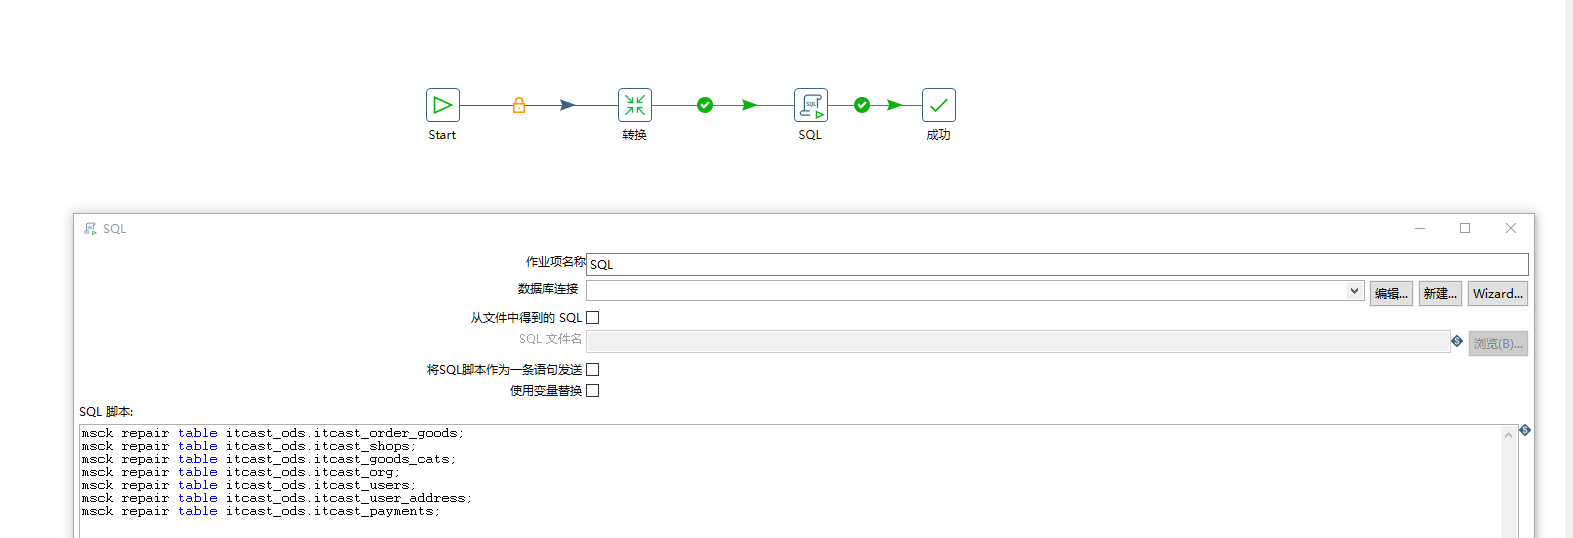 Start
转换
SQL
成功
SQL
作业项名称 SQL
数据库连接 编辑... 新建... Wizard...
从文件中得到的 SQL
SQL 文件名 浏览(B)...
将SQL脚本作为一条语句发送
使用变量替换
SQL 脚本:
msck repair table itcast_ods.itcast_order_goods;
msck repair table itcast_ods.itcast_shops;
msck repair table itcast_ods.itcast_goods_cats;
msck repair table itcast_ods.itcast_org;
msck repair table itcast_ods.itcast_users;
msck repair table itcast_ods.itcast_user_address;
msck repair table itcast_ods.itcast_payments;